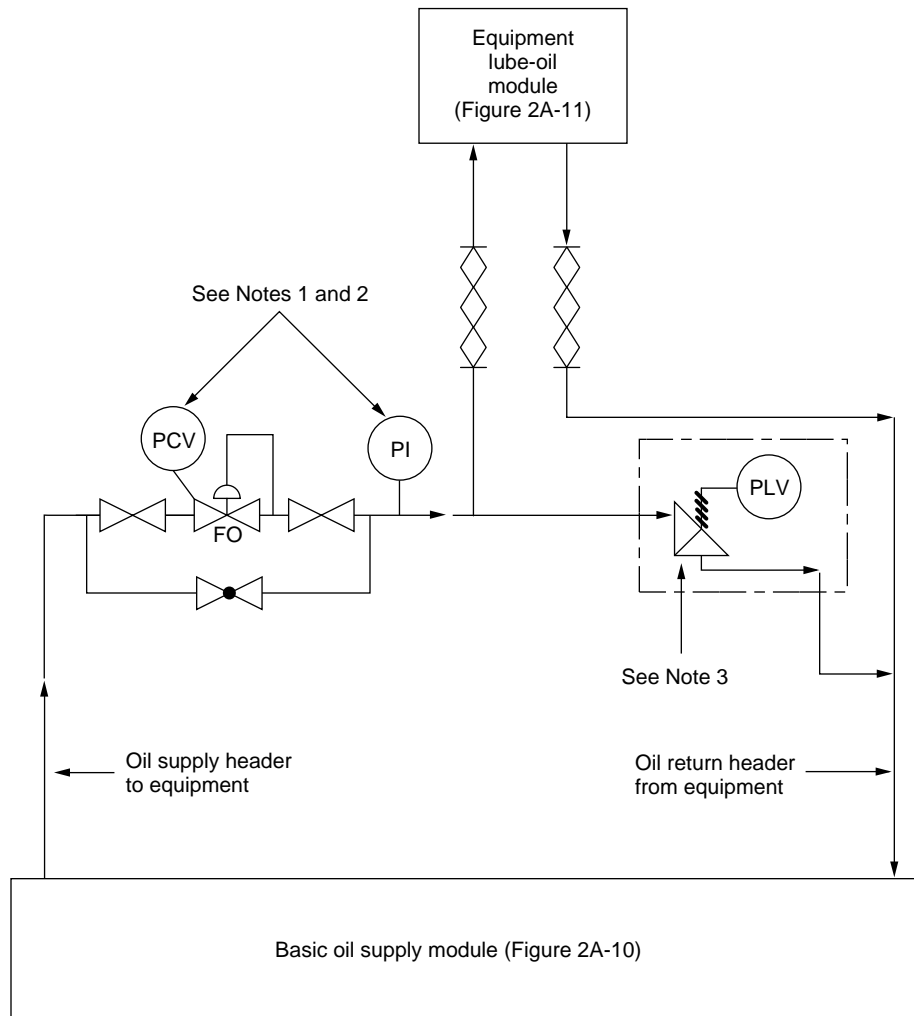 Equipment
lube-oil
module
(Figure 2A-11)
See Notes 1 and 2
PCV
PI
FO
PLV
See Note 3
Oil supply header
to equipment
Oil return header
from equipment
Basic oil supply module (Figure 2A-10)